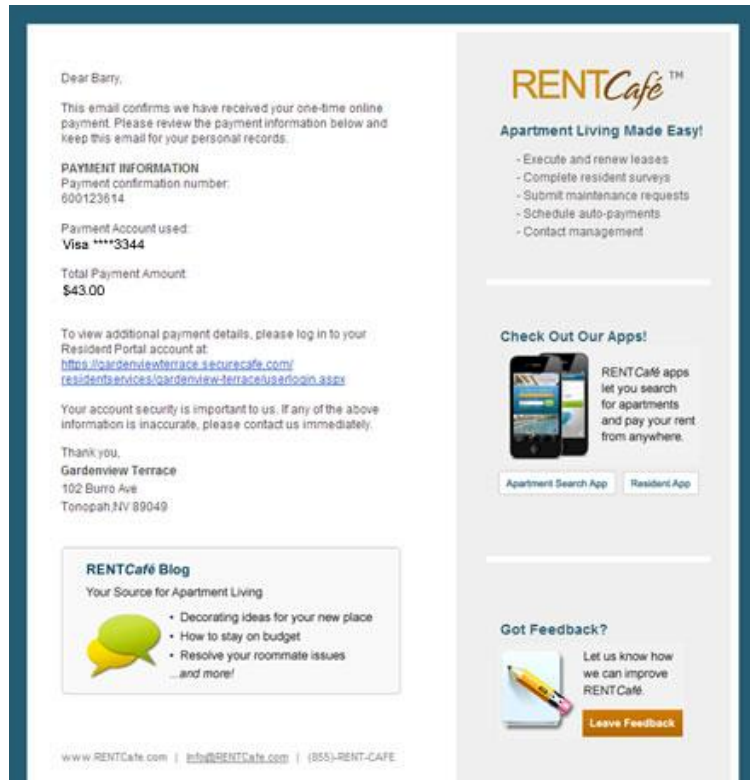 Dear Barry,
This email confirms we have received your one-time online
payment. Please review the payment information below and
keep this email for your personal records.
PAYMENT INFORMATION
Payment confirmation number:
600123614
Payment Account used:
Visa ****3344
Total Payment Amount:
$43.00
To view additional payment details, please log in to your
Resident Portal account at:
https://gardenviewterrace.securecafe.com/
residentservices/gardenview-terrace/userlogin.aspx
Your account security is important to us. If any of the above
information is inaccurate, please contact us immediately.
Thank you,
Gardenview Terrace
102 Burro Ave
Tonopah,NV 89049
RENTCafé Blog
Your Source for Apartment Living
• Decorating ideas for your new place
• How to stay on budget
• Resolve your roommate issues
...and more!
www.RENTCafe.com | Info@RENTCafe.com | (855)-RENT-CAFE
RENTCafé™
Apartment Living Made Easy!
- Execute and renew leases
- Complete resident surveys
- Submit maintenance requests
- Schedule auto-payments
- Contact management
Check Out Our Apps!
RENTCafé apps
let you search
for apartments
and pay your rent
from anywhere.
Apartment Search App Resident App
Got Feedback?
Let us know how
we can improve
RENTCafé.
Leave Feedback